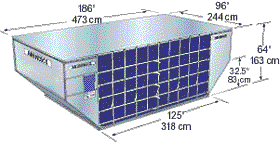 186'
473 cm
96'
244 cm
64'
163 cm
32.5"
83 cm
125'
318 cm